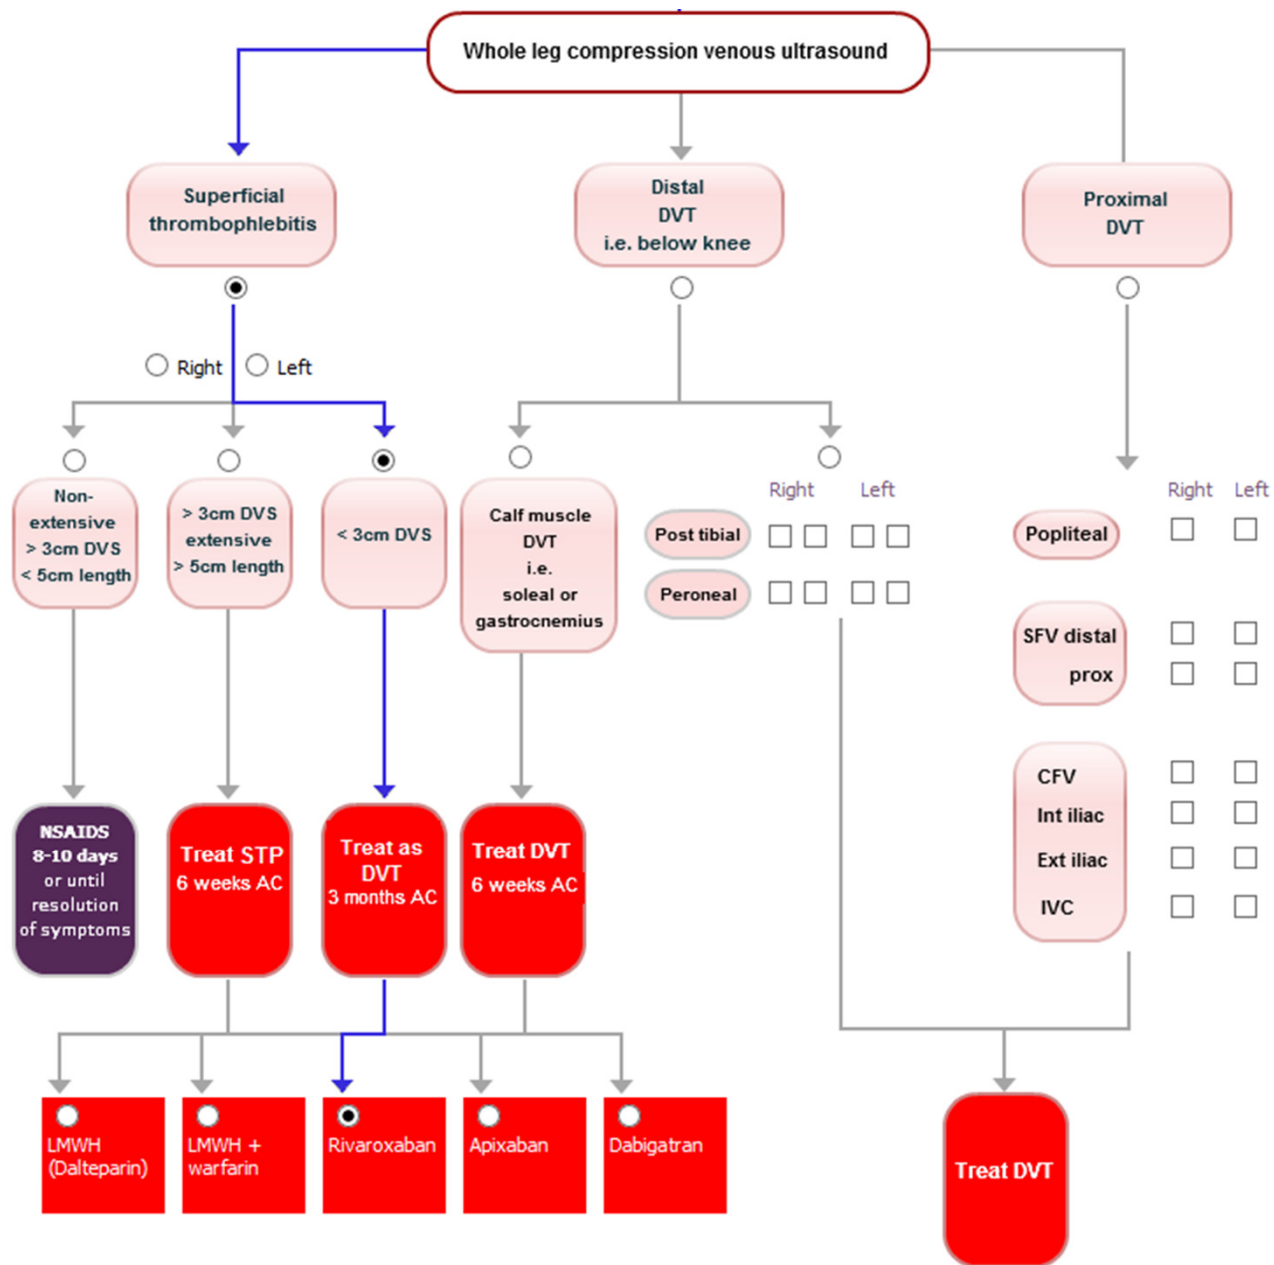 Whole leg compression venous ultrasound
Superficial
thrombophlebitis
Distal
DVT
i.e. below knee
Proximal
DVT
Right
Left
Non-
extensive
> 3cm DVS
< 5cm length
> 3cm DVS
extensive
> 5cm length
< 3cm DVS
Calf muscle
DVT
i.e.
soleal or
gastrocnemius
Right
Left
Post tibial
Peroneal
Right
Left
Popliteal
SFV distal
prox
CFV
Int iliac
Ext iliac
IVC
NSAIDS
8-10 days
or until
resolution
of symptoms
Treat STP
6 weeks AC
Treat as
DVT
3 months AC
Treat DVT
6 weeks AC
LMWH
(Dalteparin)
LMWH +
warfarin
Rivaroxaban
Apixaban
Dabigatran
Treat DVT